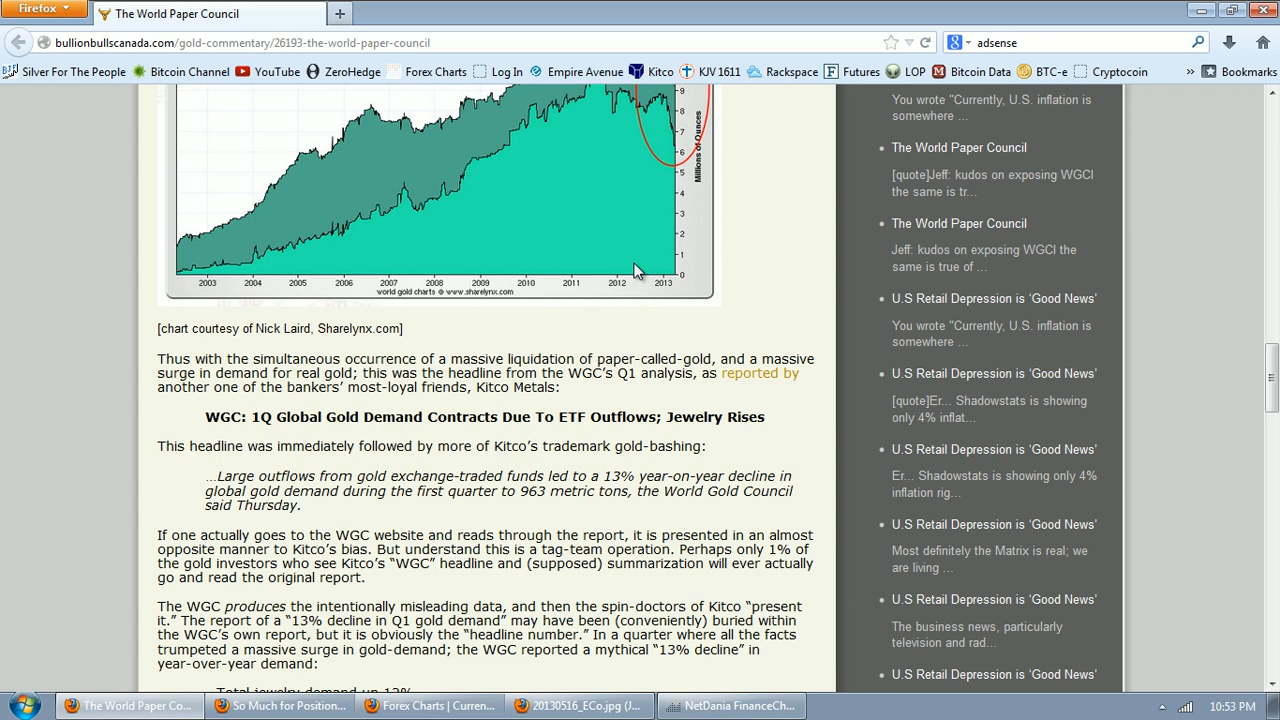 Firefox
The World Paper Council
bullionbullscanada.com/gold-commentary/26193-the-world-paper-council
adsense
Silver For The People
Bitcoin Channel
YouTube
ZeroHedge
Forex Charts
Log In
Empire Avenue
Kitco
KJV 1611
Rackspace
Futures
LOP
Bitcoin Data
BTC-e
Cryptocoin
»
Bookmarks
9
8
7
6
5
4
3
2
1
0
Millions of Ounces
2003 2004 2005 2006 2007 2008 2009 2010 2011 2012 2013
world gold charts © www.sharelynx.com
[chart courtesy of Nick Laird, Sharelynx.com]
Thus with the simultaneous occurrence of a massive liquidation of paper-called-gold, and a massive
surge in demand for real gold; this was the headline from the WGC’s Q1 analysis, as reported by
another one of the bankers’ most-loyal friends, Kitco Metals:
WGC: 1Q Global Gold Demand Contracts Due To ETF Outflows; Jewelry Rises
This headline was immediately followed by more of Kitco’s trademark gold-bashing:
…Large outflows from gold exchange-traded funds led to a 13% year-on-year decline in
global gold demand during the first quarter to 963 metric tons, the World Gold Council
said Thursday.
If one actually goes to the WGC website and reads through the report, it is presented in an almost
opposite manner to Kitco’s bias. But understand this is a tag-team operation. Perhaps only 1% of
the gold investors who see Kitco’s “WGC” headline and (supposed) summarization will ever actually
go and read the original report.
The WGC produces the intentionally misleading data, and then the spin-doctors of Kitco “present
it.” The report of a “13% decline in Q1 gold demand” may have been (conveniently) buried within
the WGC’s own report, but it is obviously the “headline number.” In a quarter where all the facts
trumpeted a massive surge in gold-demand; the WGC reported a mythical “13% decline” in
year-over-year demand:
Total jewelry demand up 12%
You wrote "Currently, U.S. inflation is
somewhere ...
The World Paper Council
[quote]Jeff: kudos on exposing WGCI
the same is tr...
The World Paper Council
Jeff: kudos on exposing WGCI the
same is true of ...
U.S Retail Depression is ‘Good News’
You wrote "Currently, U.S. inflation is
somewhere ...
U.S Retail Depression is ‘Good News’
[quote]Er... Shadowstats is showing
only 4% inflat...
U.S Retail Depression is ‘Good News’
Er... Shadowstats is showing only 4%
inflation rig...
U.S Retail Depression is ‘Good News’
Most definitely the Matrix is real; we
are living ...
U.S Retail Depression is ‘Good News’
The business news, particularly
television and rad...
U.S Retail Depression is ‘Good News’
The World Paper Co...
So Much for Position...
Forex Charts | Curren...
20130516_ECo.jpg (J...
NetDania FinanceCh...
10:53 PM